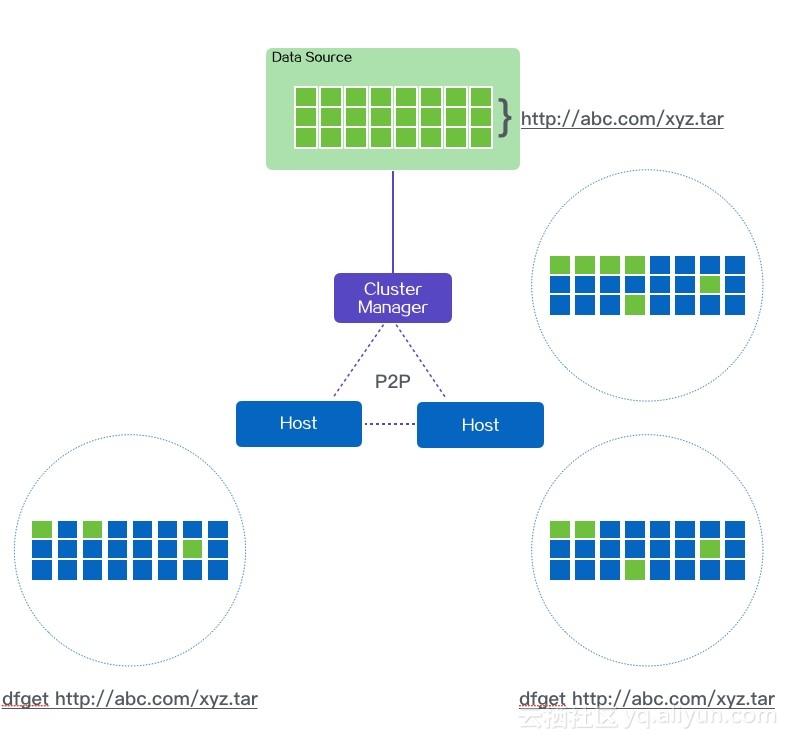 Data Source
http://abc.com/xyz.tar
Cluster
Manager
P2P
Host
Host
dfget http://abc.com/xyz.tar
dfget http://abc.com/xyz.tar
云栖社区 yq.aliyun.com